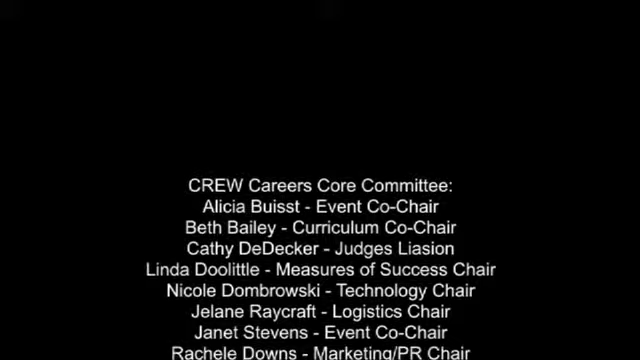 CREW Careers Core Committee:
Alicia Buisst - Event Co-Chair
Beth Bailey - Curriculum Co-Chair
Cathy DeDecker - Judges Liasion
Linda Doolittle - Measures of Success Chair
Nicole Dombrowski - Technology Chair
Jelane Raycraft - Logistics Chair
Janet Stevens - Event Co-Chair
Rachele Downs - Marketing/PR Chair